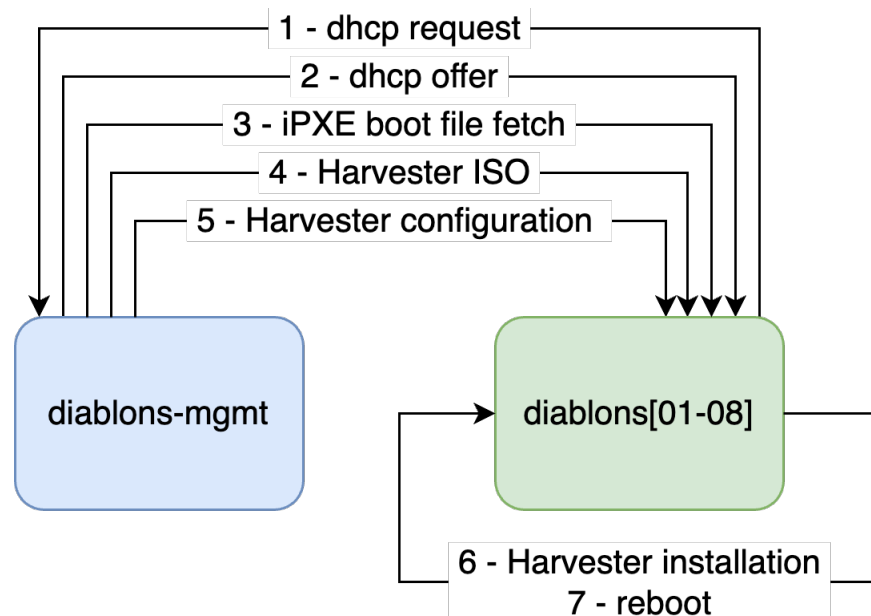 1 - dhcp request
2 - dhcp offer
3 - iPXE boot file fetch
4 - Harvester ISO
5 - Harvester configuration
diablons-mgmt
diablons[01-08]
6 - Harvester installation
7 - reboot